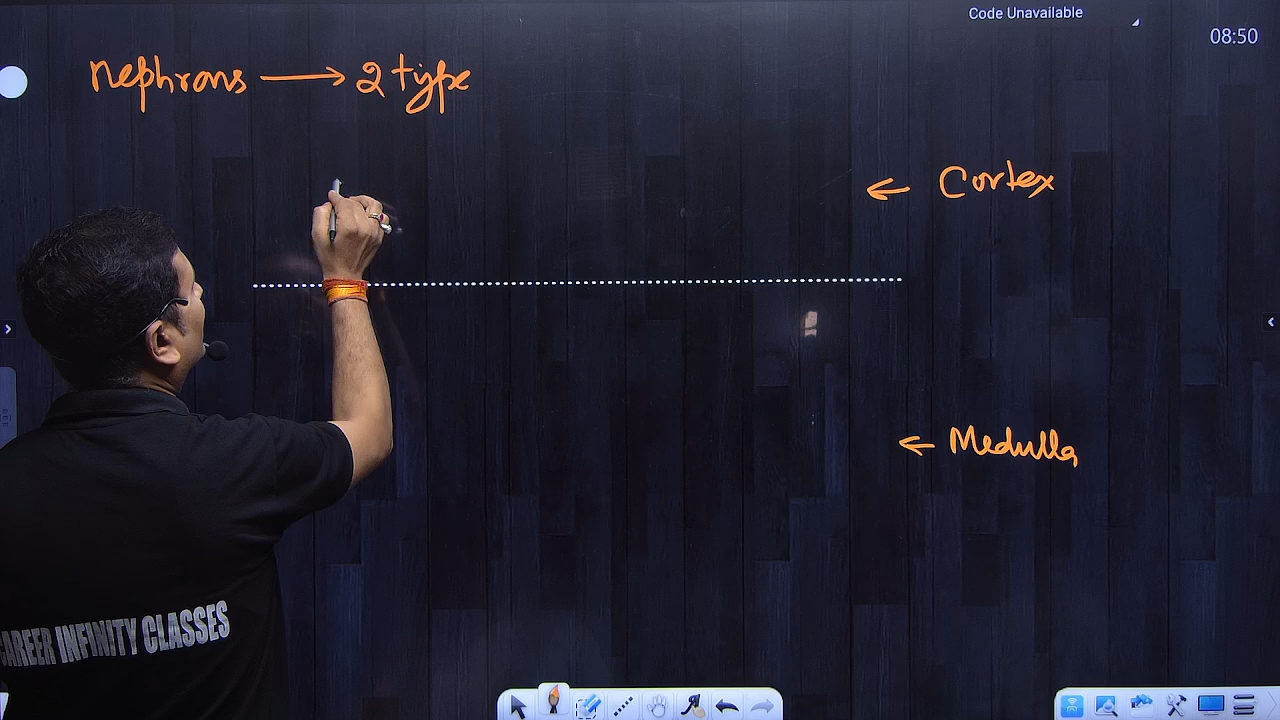 Code Unavailable
08:50
Nephrons → 2 type
← Cortex
← Medulla
CAREER INFINITY CLASSES